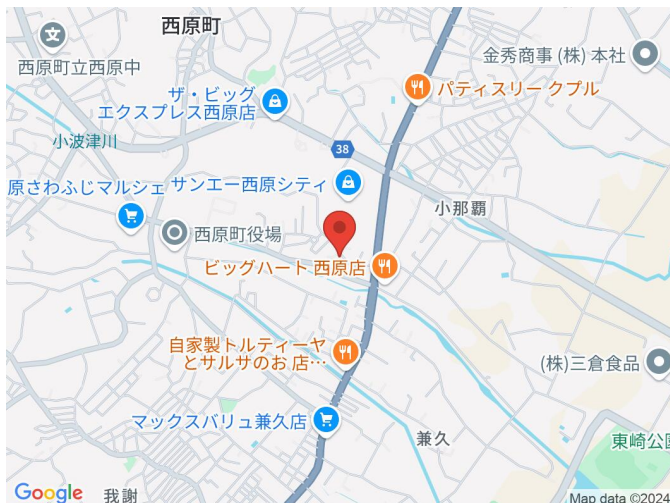 西原町
金秀商事 (株) 本社
西原町立西原中
ザ・ビッグ
エクスプレス西原店
パティスリー クプル
小波津川
38
原さわふじマルシェ
サンエー西原シティ
小那覇
西原町役場
ビッグハート 西原店
自家製トルティーヤ
とサルサのお 店…
(株)三倉食品
マックスバリュ兼久店
兼久
東崎公園
我謝
Google
Map data ©2024